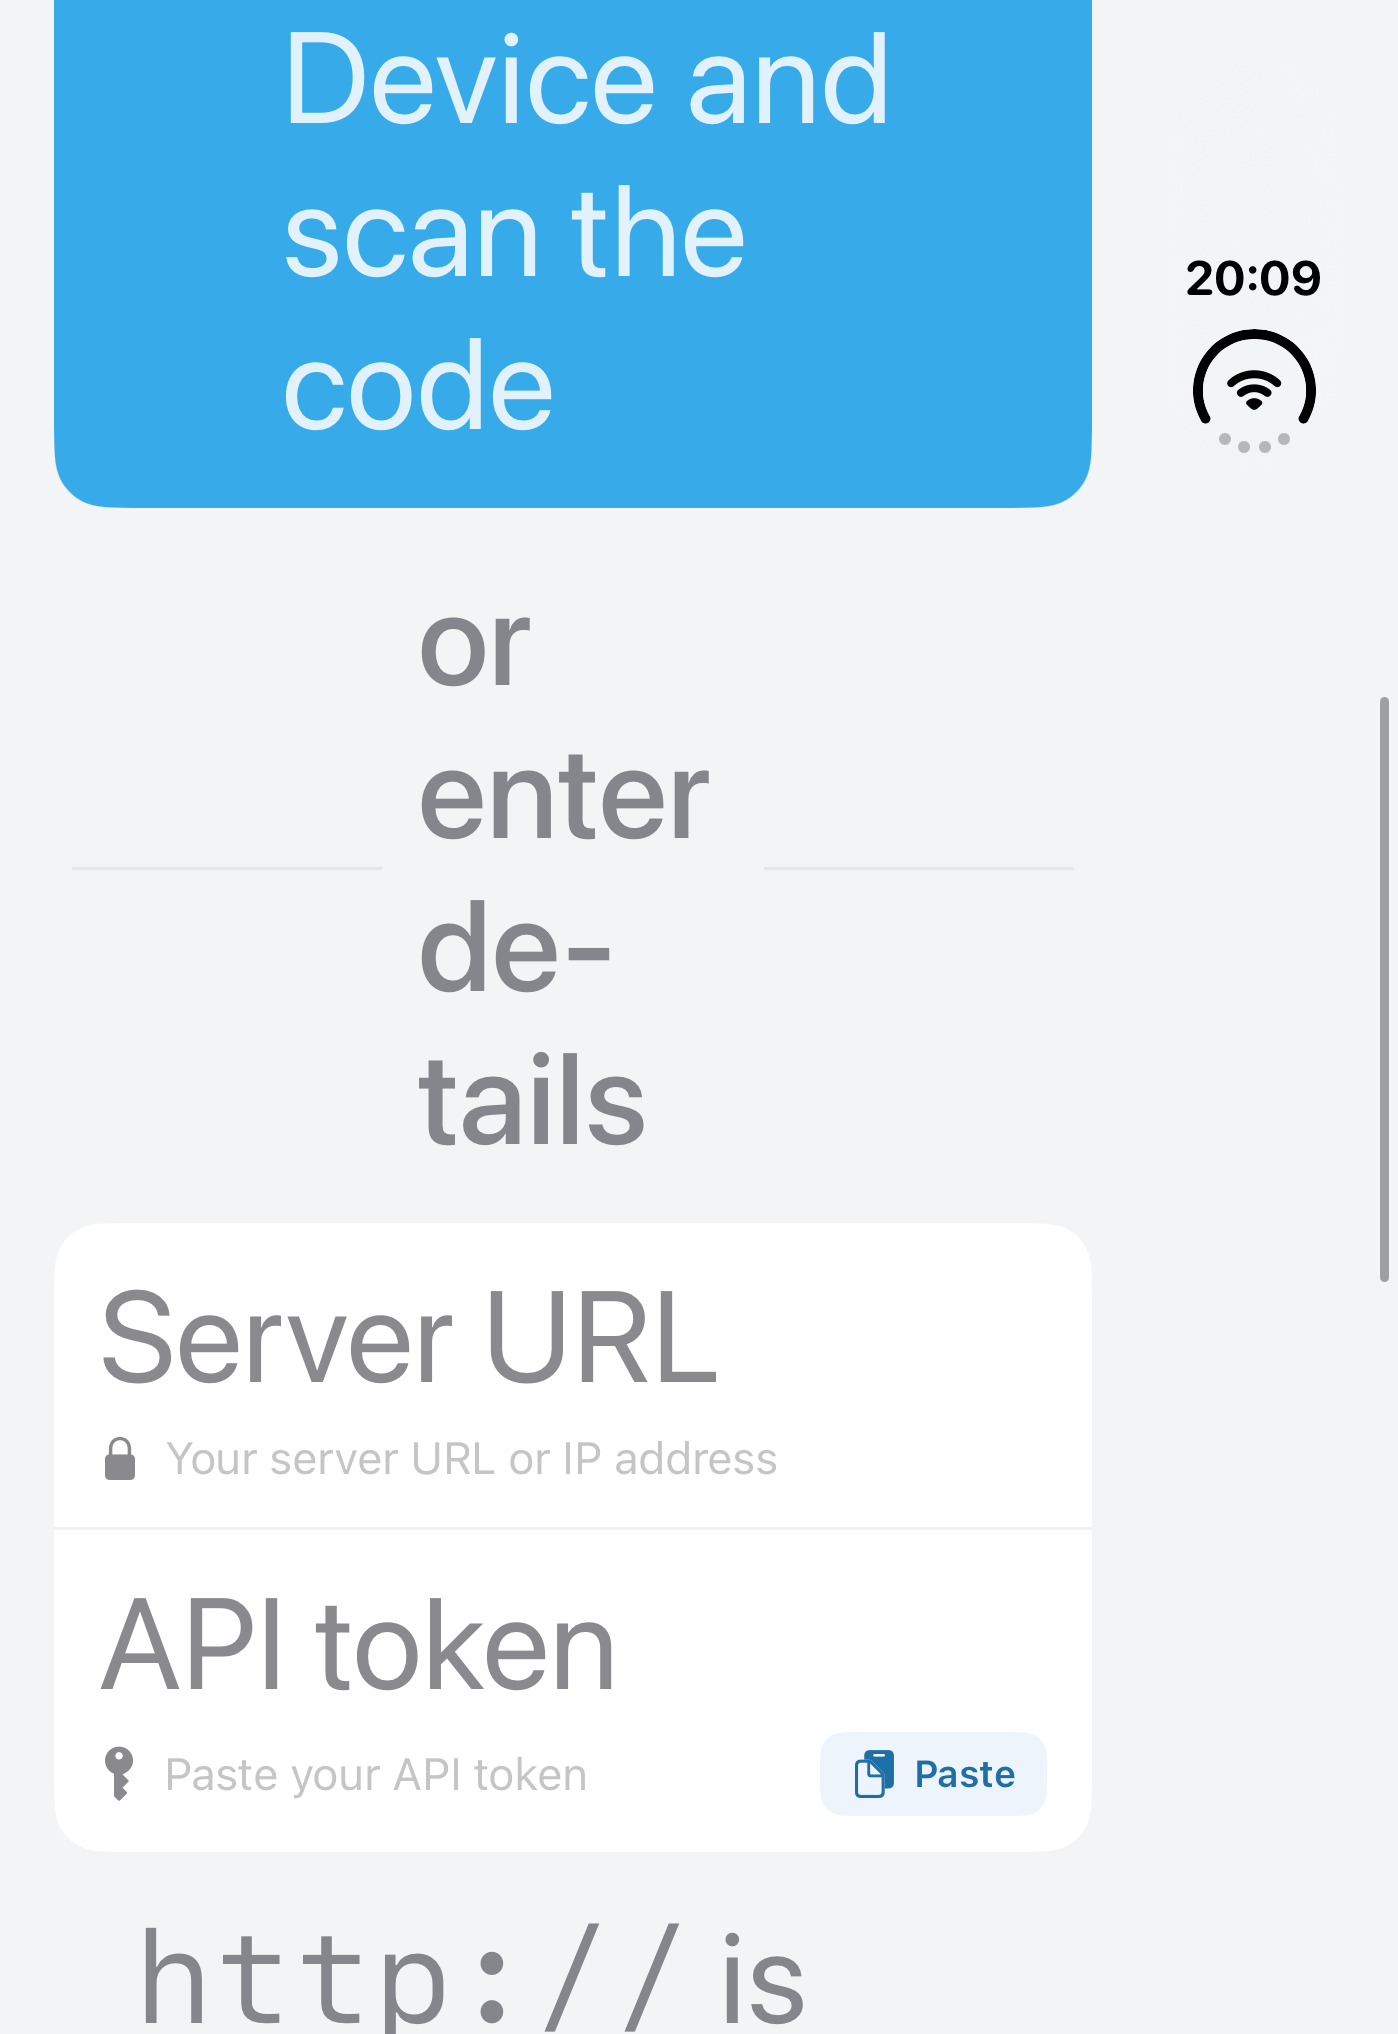 Device and
scan the
code
20:09
or
enter
de-
tails
Server URL
Your server URL or IP address
API token
Paste your API token
Paste
http:// is